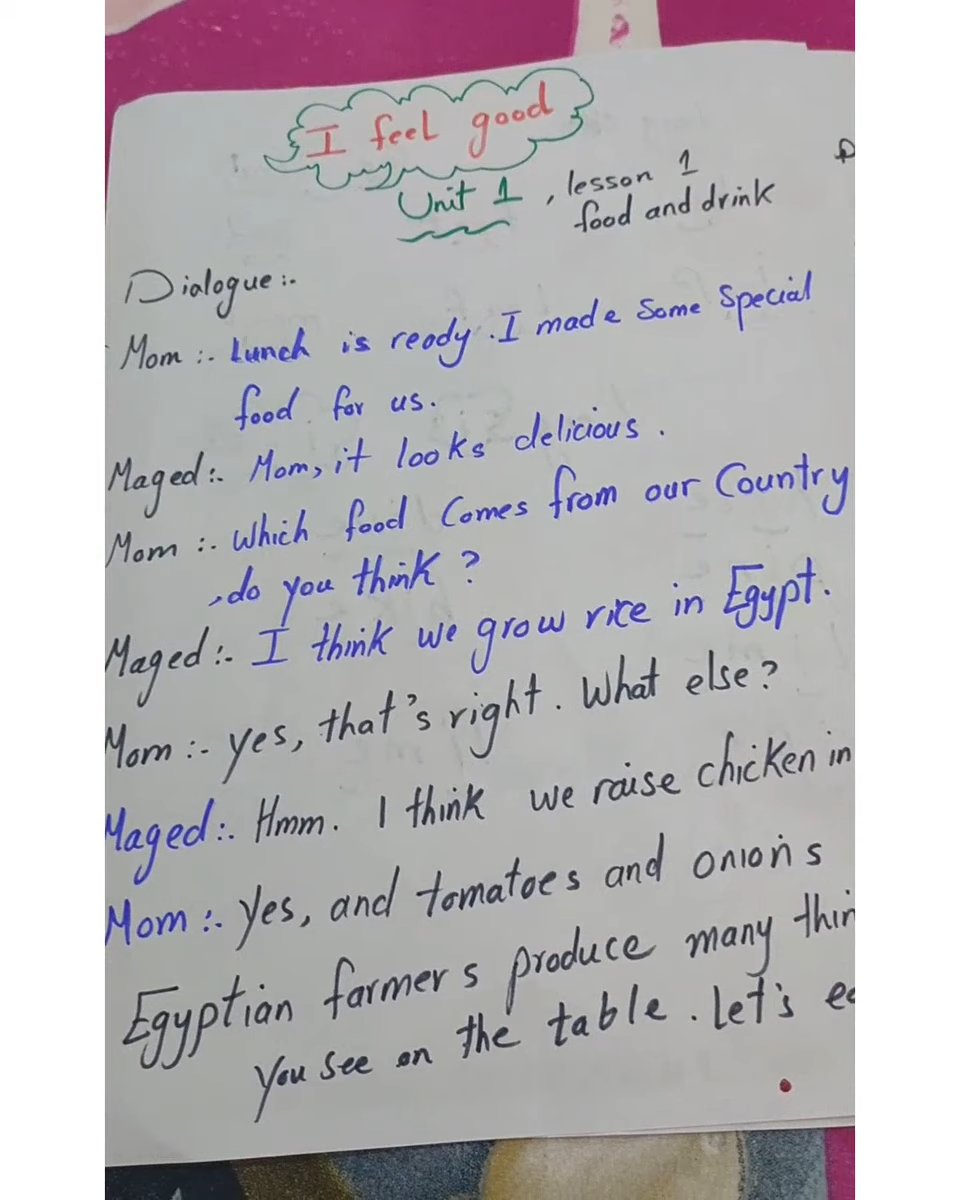 I feel good
Unit 1 , lesson 1
food and drink
Dialogue:.
Mom :. Lunch is ready .I made Some Special
food for us.
Maged:. Mom, it looks delicious .
Mom :. Which food Comes from our Country
,do you think ?
Maged :. I think we grow rice in Egypt.
Mom :- yes, that's right. What else?
Maged :. Hmm. I think we raise chicken in
Mom :. Yes, and tomatoes and onions
Egyptian farmers produce many
you see on the table . Let's